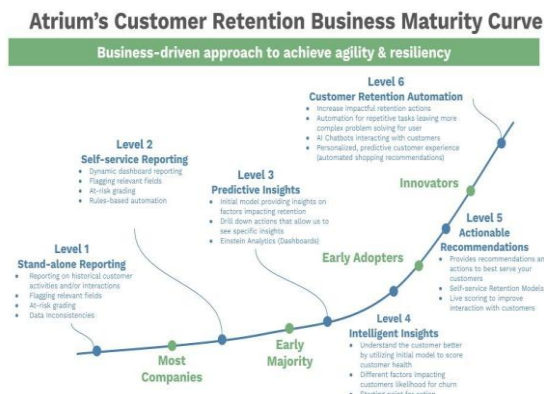 Atrium's Customer Retention Business Maturity Curve
Business-driven approach to achieve agility & resiliency
Level 6
Customer Retention Automation
Increase impactful retention actions
Automation for repetitive tasks leaving more
complex problem solving for user
AI Chatbots interacting with customers
Personalized, predictive customer experience
(automated shopping recommendations)
Level 2
Self-service Reporting
Dynamic dashboard reporting
Flagging relevant fields
At-risk grading
Rules-based automation
Level 3
Predictive Insights
Initial model providing insights on
factors impacting retention
Drill down actions that allow us to
see specific insights
Einstein Analytics (Dashboards)
Innovators
Level 5
Actionable
Recommendations
Provides recommendations an
actions to best serve your
customers
Self-service Retention Models
Live scoring to improve
interaction with customers
Level 1
Stand-alone Reporting
Reporting on historical customer
activities and/or interactions
Flagging relevant fields
At-risk grading
Data inconsistencies
Early Adopters
Level 4
Intelligent Insights
Understand the customer better
by utilizing initial model to score
customer health
Different factors impacting
customers likelihood for churn
Most
Companies
Early
Majority